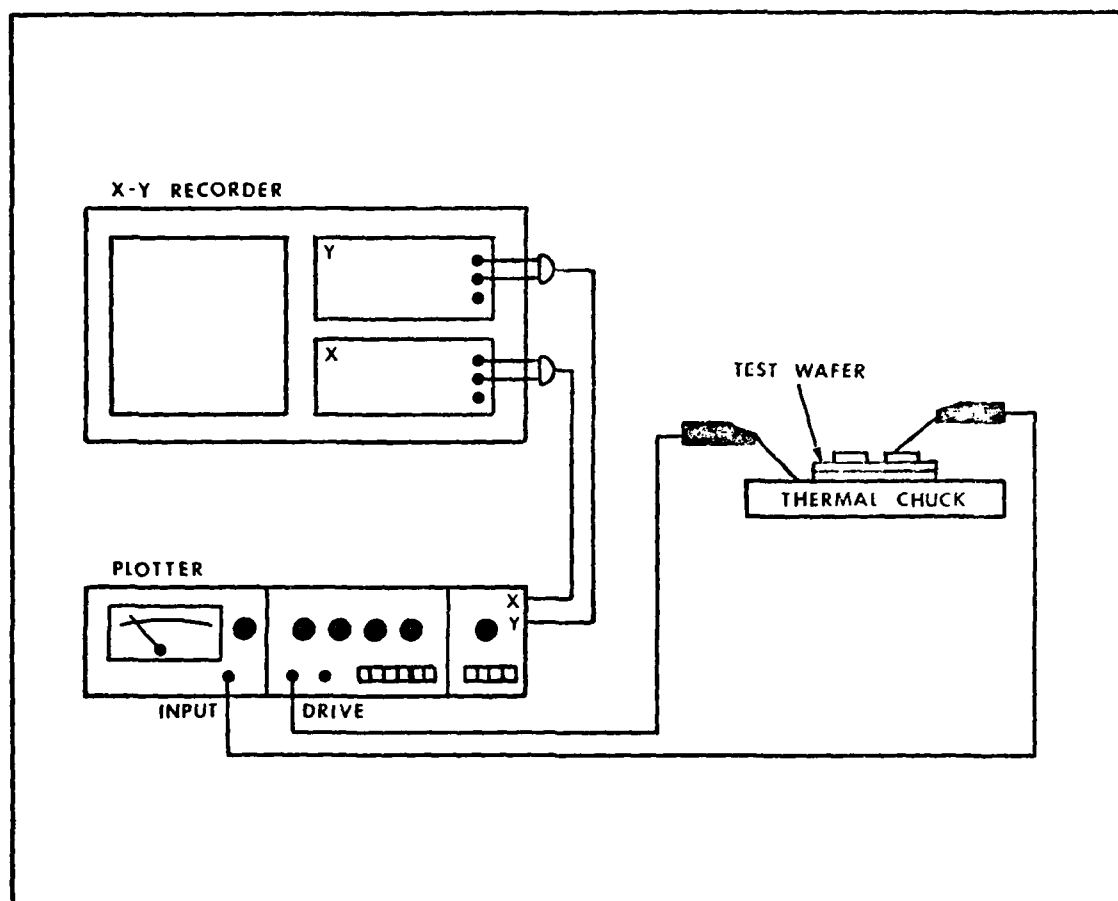 X-Y RECORDER
Y
X
TEST WAFER
THERMAL CHUCK
PLOTTER
X
Y
INPUT
DRIVE